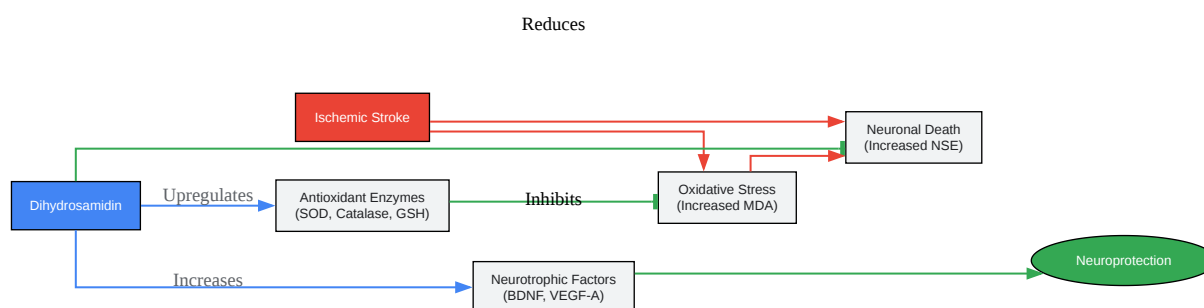 Reduces
Ischemic Stroke
Neuronal Death
(Increased NSE)
Dihydrosamidin
Upregulates
Antioxidant Enzymes
(SOD, Catalase, GSH)
Inhibits
Oxidative Stress
(Increased MDA)
Increases
Neurotrophic Factors
(BDNF, VEGF-A)
Neuroprotection